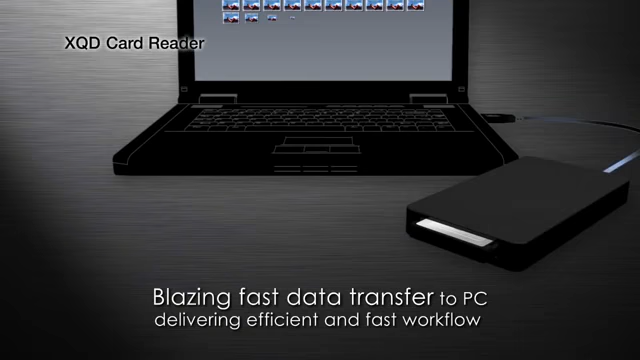 XQD Card Reader
Blazing fast data transfer to PC
delivering efficient and fast workflow